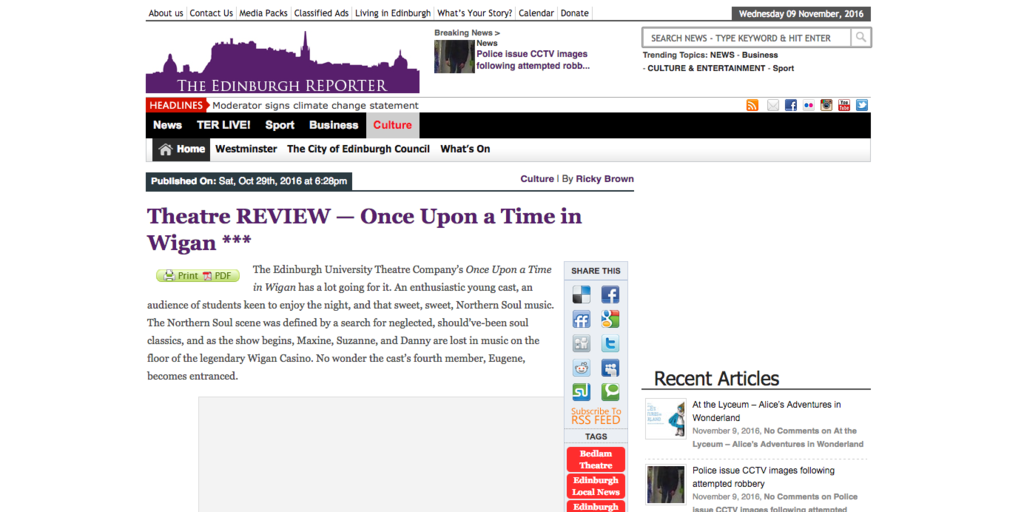 About us Contact Us Media Packs Classified Ads Living in Edinburgh What's Your Story? Calendar Donate
Wednesday 09 November, 2016
THE EDINBURGH REPORTER
Breaking News >
News
Police issue CCTV images
following attempted robb...
SEARCH NEWS - TYPE KEYWORD & HIT ENTER
Trending Topics: NEWS - Business
- CULTURE & ENTERTAINMENT - Sport
HEADLINES Moderator signs climate change statement
News TER LIVE! Sport Business Culture
Home Westminster The City of Edinburgh Council What's On
Published On: Sat, Oct 29th, 2016 at 6:28pm
Culture | By Ricky Brown
Theatre REVIEW — Once Upon a Time in
Wigan ***
Print PDF
The Edinburgh University Theatre Company's Once Upon a Time
in Wigan has a lot going for it. An enthusiastic young cast, an
audience of students keen to enjoy the night, and that sweet, sweet, Northern Soul music.
The Northern Soul scene was defined by a search for neglected, should've-been soul
classics, and as the show begins, Maxine, Suzanne, and Danny are lost in music on the
floor of the legendary Wigan Casino. No wonder the cast's fourth member, Eugene,
becomes entranced.
SHARE THIS
Subscribe To
RSS FEED
TAGS
Bedlam
Theatre
Edinburgh
Local News
Edinburgh
Recent Articles
At the Lyceum – Alice's Adventures in
Wonderland
November 9, 2016, No Comments on At the
Lyceum – Alice's Adventures in Wonderland
Police issue CCTV images following
attempted robbery
November 9, 2016, No Comments on Police
issue CCTV images following attempted